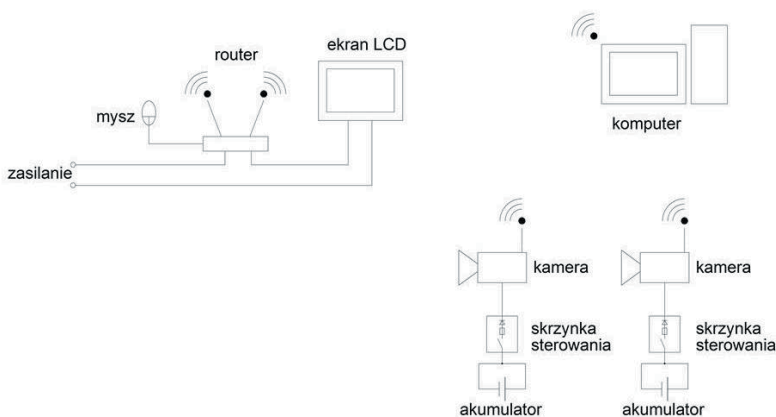 ekran LCD
router
mysz
komputer
zasilanie
kamera
kamera
skrzynka
sterowania
skrzynka
sterowania
akumulator
akumulator